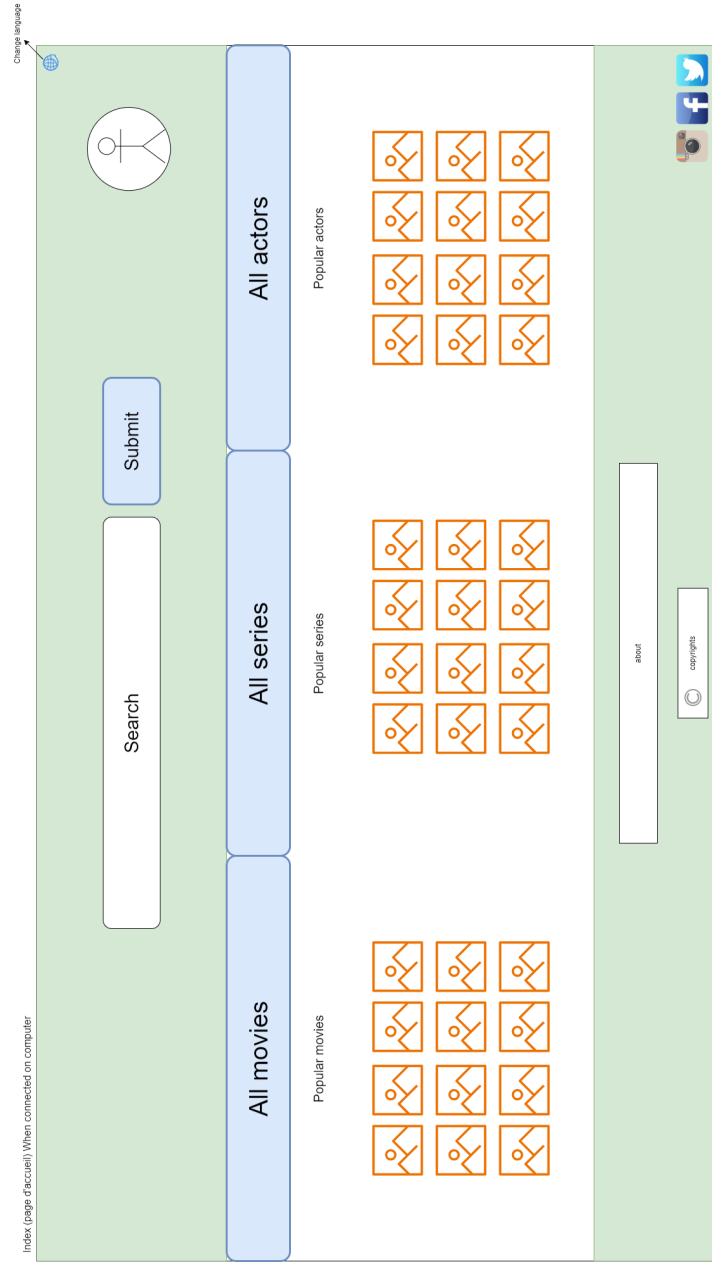 Change language
Index (page d'accueil) When connected on computer
Search
Submit
All movies
All series
All actors
Popular movies
Popular series
Popular actors
about
copyrights